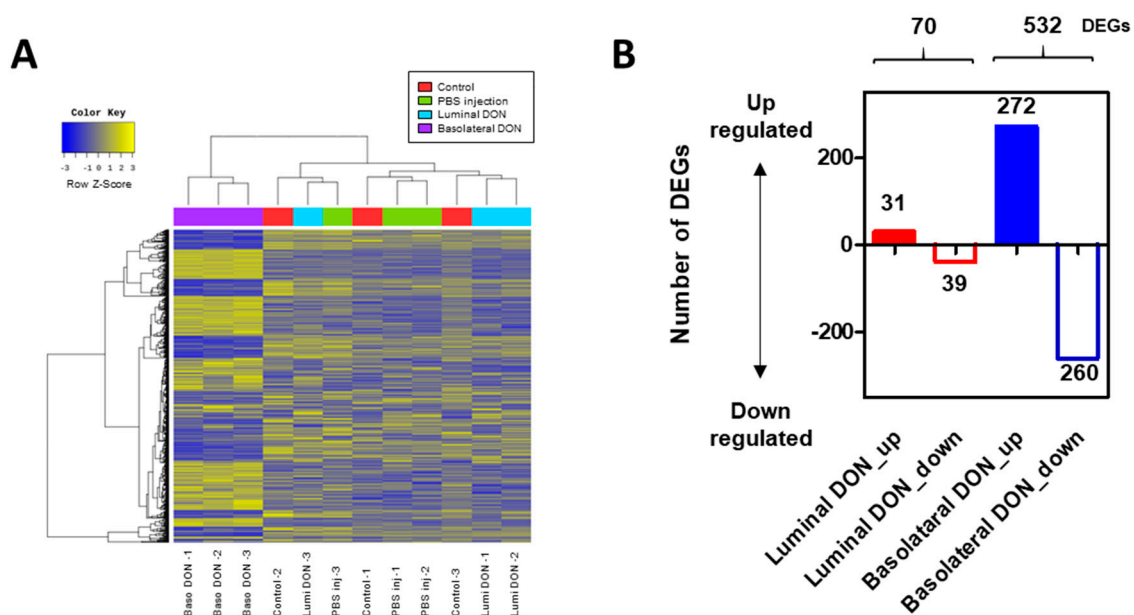 A
Color Key
-3 -1 0 1 2 3
Row Z-Score
Control
PBS injection
Luminal DON
Basolateral DON
Baso DON -1
Baso DON -2
Baso DON -3
Control -2
Lumi DON -3
PBS inj -3
Control -1
PBS inj -1
PBS inj -2
Control -3
Lumi DON -1
Lumi DON -2
B
70
532
DEGs
Up
regulated
Down
regulated
Number of DEGs
200
0
-200
31
39
272
260
Luminal DON_up
Luminal DON_down
Basolataral DON_up
Basolateral DON_down